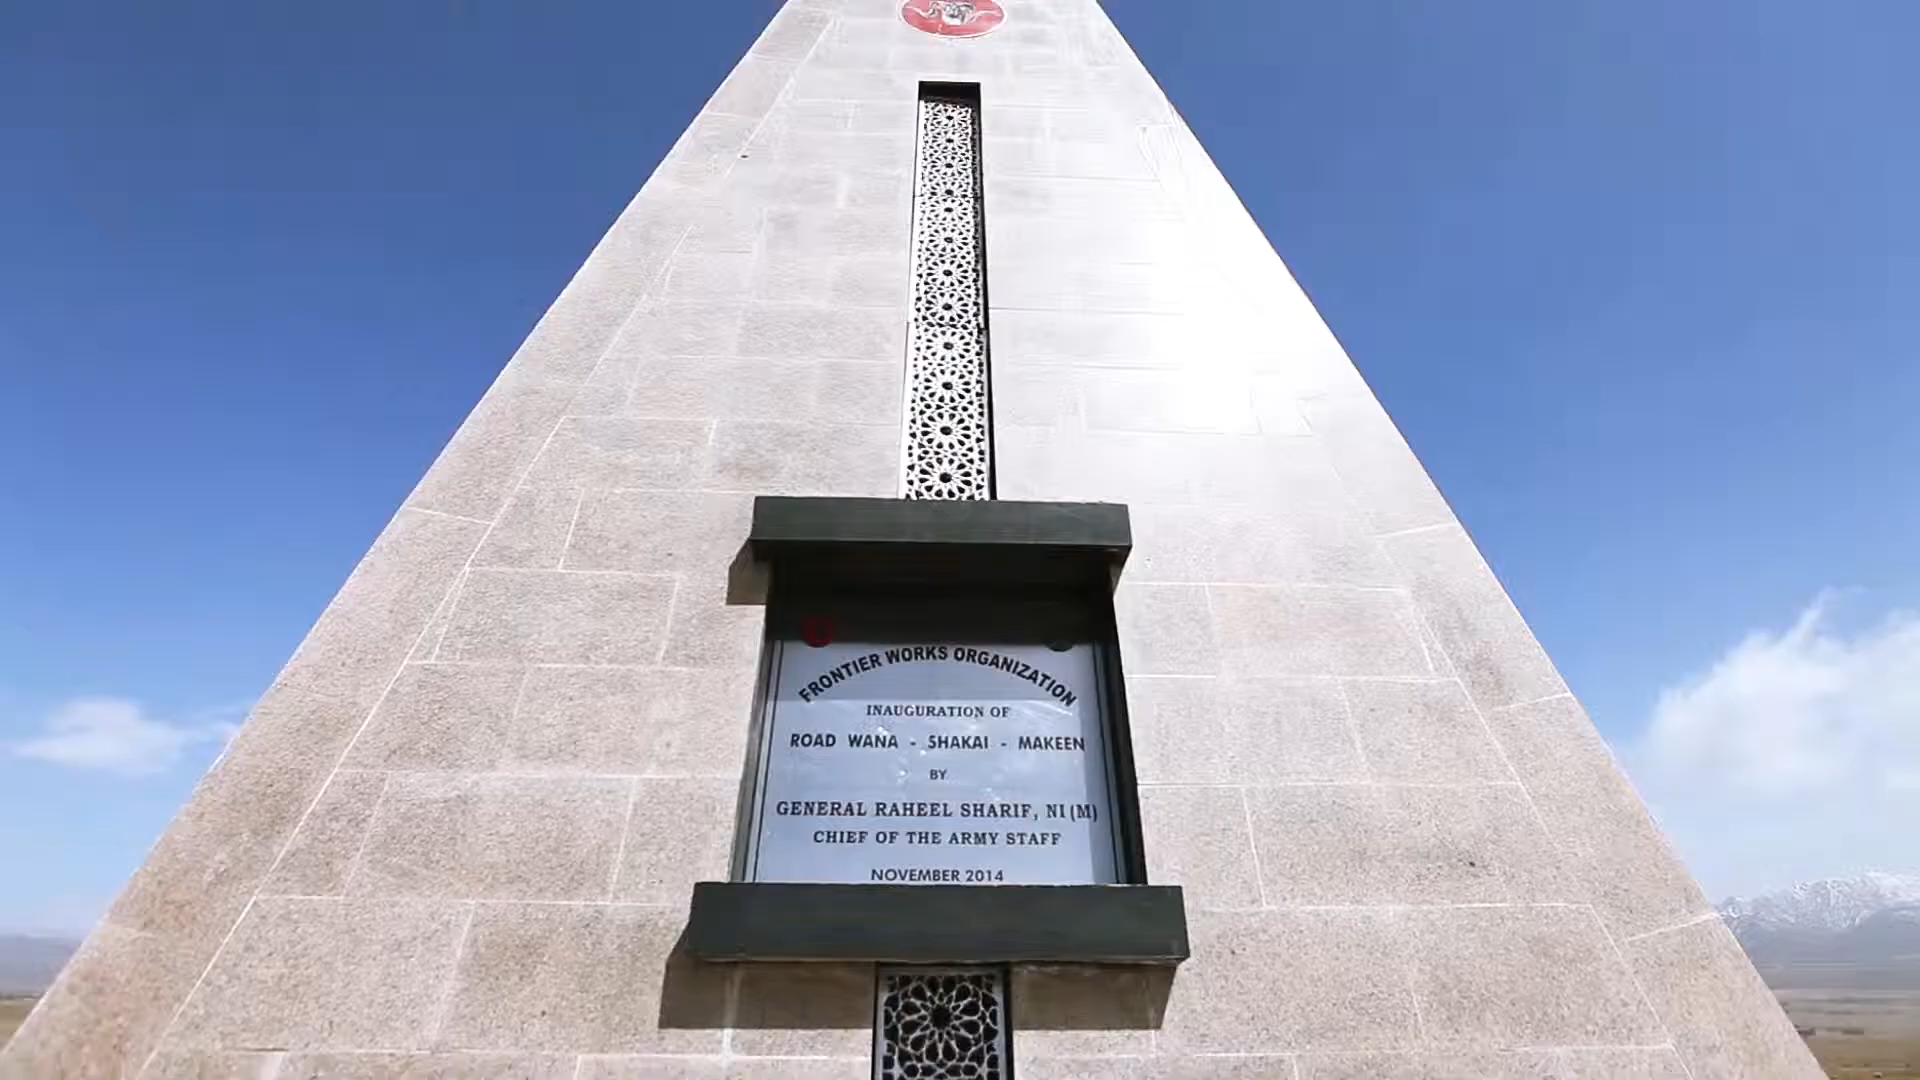 FRONTIER WORKS ORGANIZATION
INAUGURATION OF
ROAD WANA - SHAKAI - MAKEEN
BY
GENERAL RAHEEL SHARIF, NI(M)
CHIEF OF THE ARMY STAFF
NOVEMBER 2014